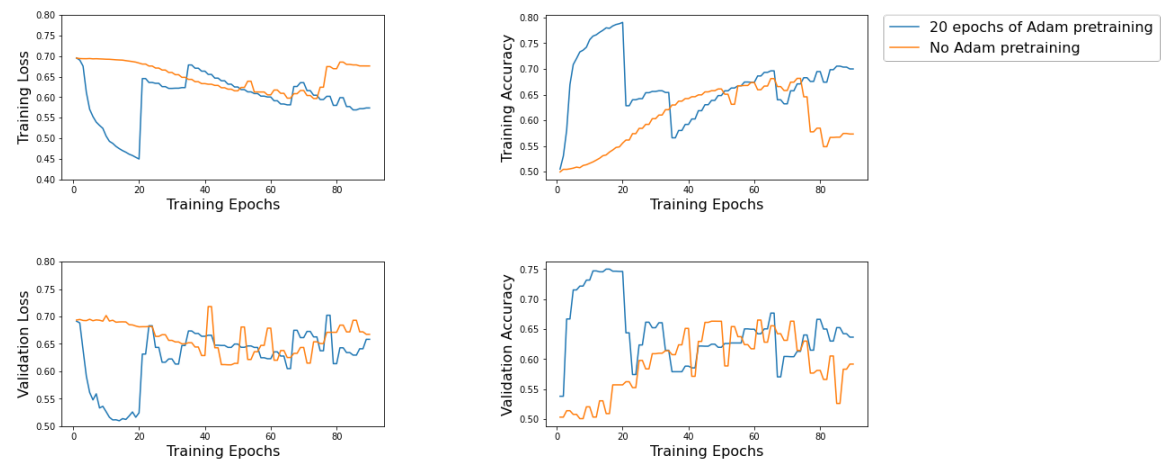 0.80
0.75
0.70
0.65
0.60
0.55
0.50
0.45
0.40
Training Loss
0 20 40 60 80
Training Epochs
0.80
0.75
0.70
0.65
0.60
0.55
0.50
Training Accuracy
0 20 40 60 80
Training Epochs
20 epochs of Adam pretraining
No Adam pretraining
0.80
0.75
0.70
0.65
0.60
0.55
0.50
Validation Loss
0 20 40 60 80
Training Epochs
0.75
0.70
0.65
0.60
0.55
0.50
Validation Accuracy
0 20 40 60 80
Training Epochs